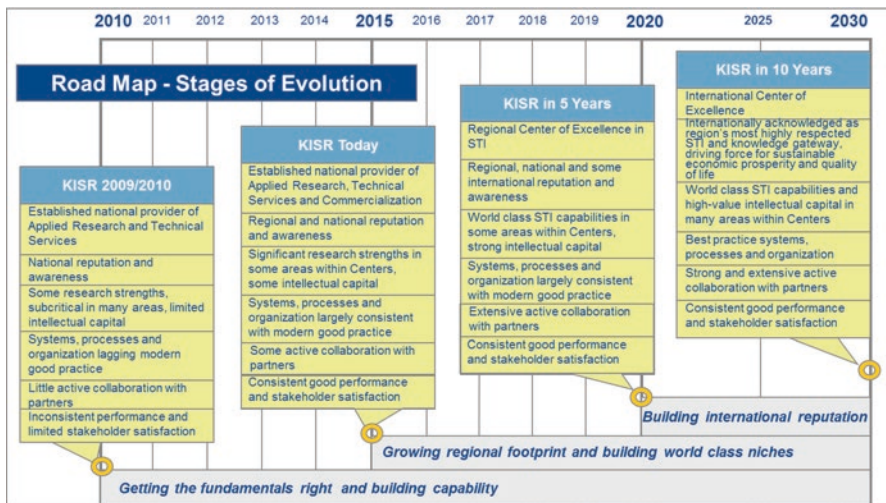 2010 2011 2012 2013 2014 2015 2016 2017 2018 2019 2020 2025 2030
Road Map - Stages of Evolution
KISR 2009/2010
Established national provider of
Applied Research and Technical
Services
National reputation and
awareness
Some research strengths,
subcritical in many areas, limited
intellectual capital
Systems, processes and
organization lagging modern
good practice
Little active collaboration with
partners
Inconsistent performance and
limited stakeholder satisfaction
KISR Today
Established national provider of
Applied Research, Technical
Services and Commercialization
Regional and national reputation
and awareness
Significant research strengths in
some areas within Centers,
some intellectual capital
Systems, processes and
organization largely consistent
with modern good practice
Some active collaboration with
partners
Consistent good performance
and stakeholder satisfaction
KISR in 5 Years
Regional Center of Excellence in
STI
Regional, national and some
international reputation and
awareness
World class STI capabilities in
some areas within Centers,
strong intellectual capital
Systems, processes and
organization largely consistent
with modern good practice
Extensive active collaboration
with partners
Consistent good performance
and stakeholder satisfaction
KISR in 10 Years
International Center of
Excellence
Internationally acknowledged as
region's most highly respected
STI and knowledge gateway,
driving force for sustainable
economic prosperity and quality
of life
World class STI capabilities and
high-value intellectual capital in
many areas within Centers
Best practice systems,
processes and organization
Strong and extensive active
collaboration with partners
Consistent good performance
and stakeholder satisfaction
Building international reputation
Growing regional footprint and building world class niches
Getting the fundamentals right and building capability